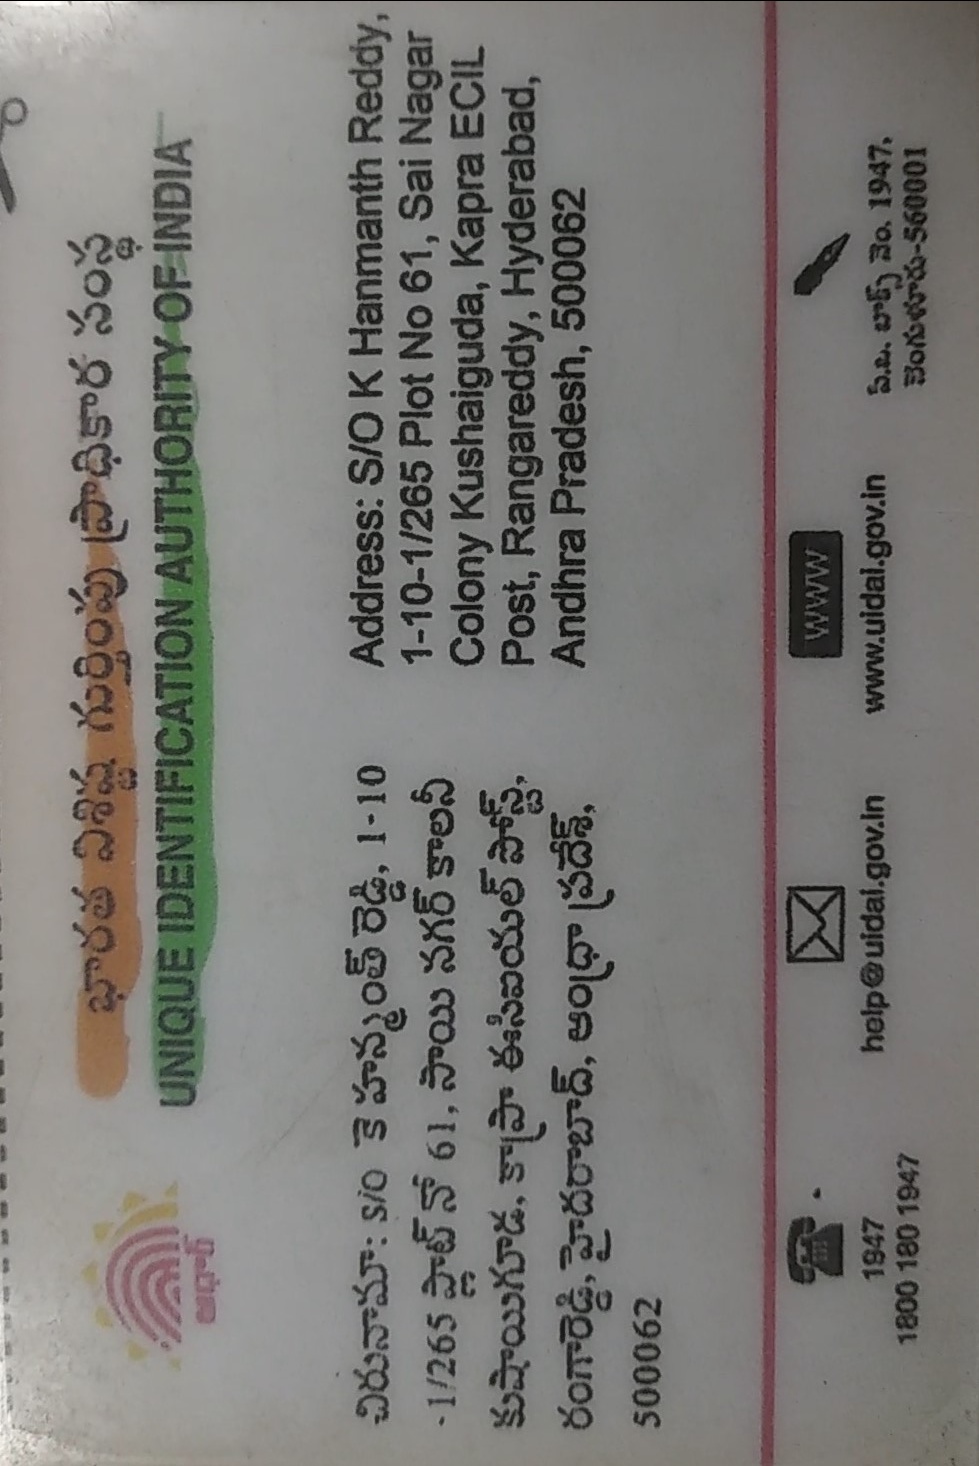 భారత విశిష్ట గుర్తింపు ప్రాధికార సంస్థ
UNIQUE IDENTIFICATION AUTHORITY OF INDIA
ఆధార్
చిరునామా: S/O కె హన్మంత్ రెడ్డి, 1-10
-1/265 ప్లాట్ నో 61, సాయి నగర్ కాలనీ
కుషాయిగూడ, కాప్రా ఈసిఐయల్ పోస్ట్,
రంగారెడ్డి, హైదరాబాద్, ఆంధ్రా ప్రదేశ్,
500062
Address: S/O K Hanmanth Reddy,
1-10-1/265 Plot No 61, Sai Nagar
Colony Kushaiguda, Kapra ECIL
Post, Rangareddy, Hyderabad,
Andhra Pradesh, 500062
1947
1800 180 1947
help@uidai.gov.in
WWW
www.uidai.gov.in
పి.బి. బాక్స్ నెం. 1947,
బెంగుళూరు-560001